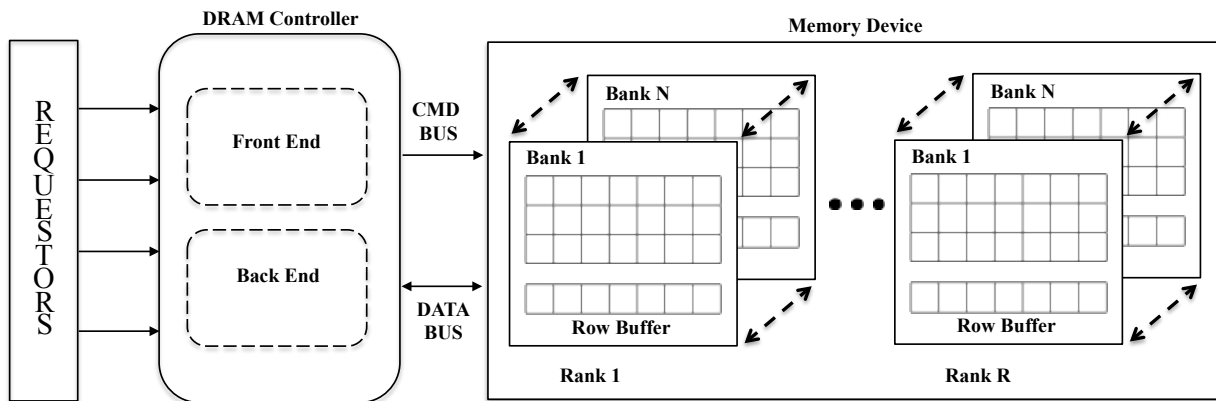 DRAM Controller
Memory Device
REQUESTORS
Front End
Back End
CMD
BUS
DATA
BUS
Bank N
Bank 1
Row Buffer
Rank 1
Bank N
Bank 1
Row Buffer
Rank R